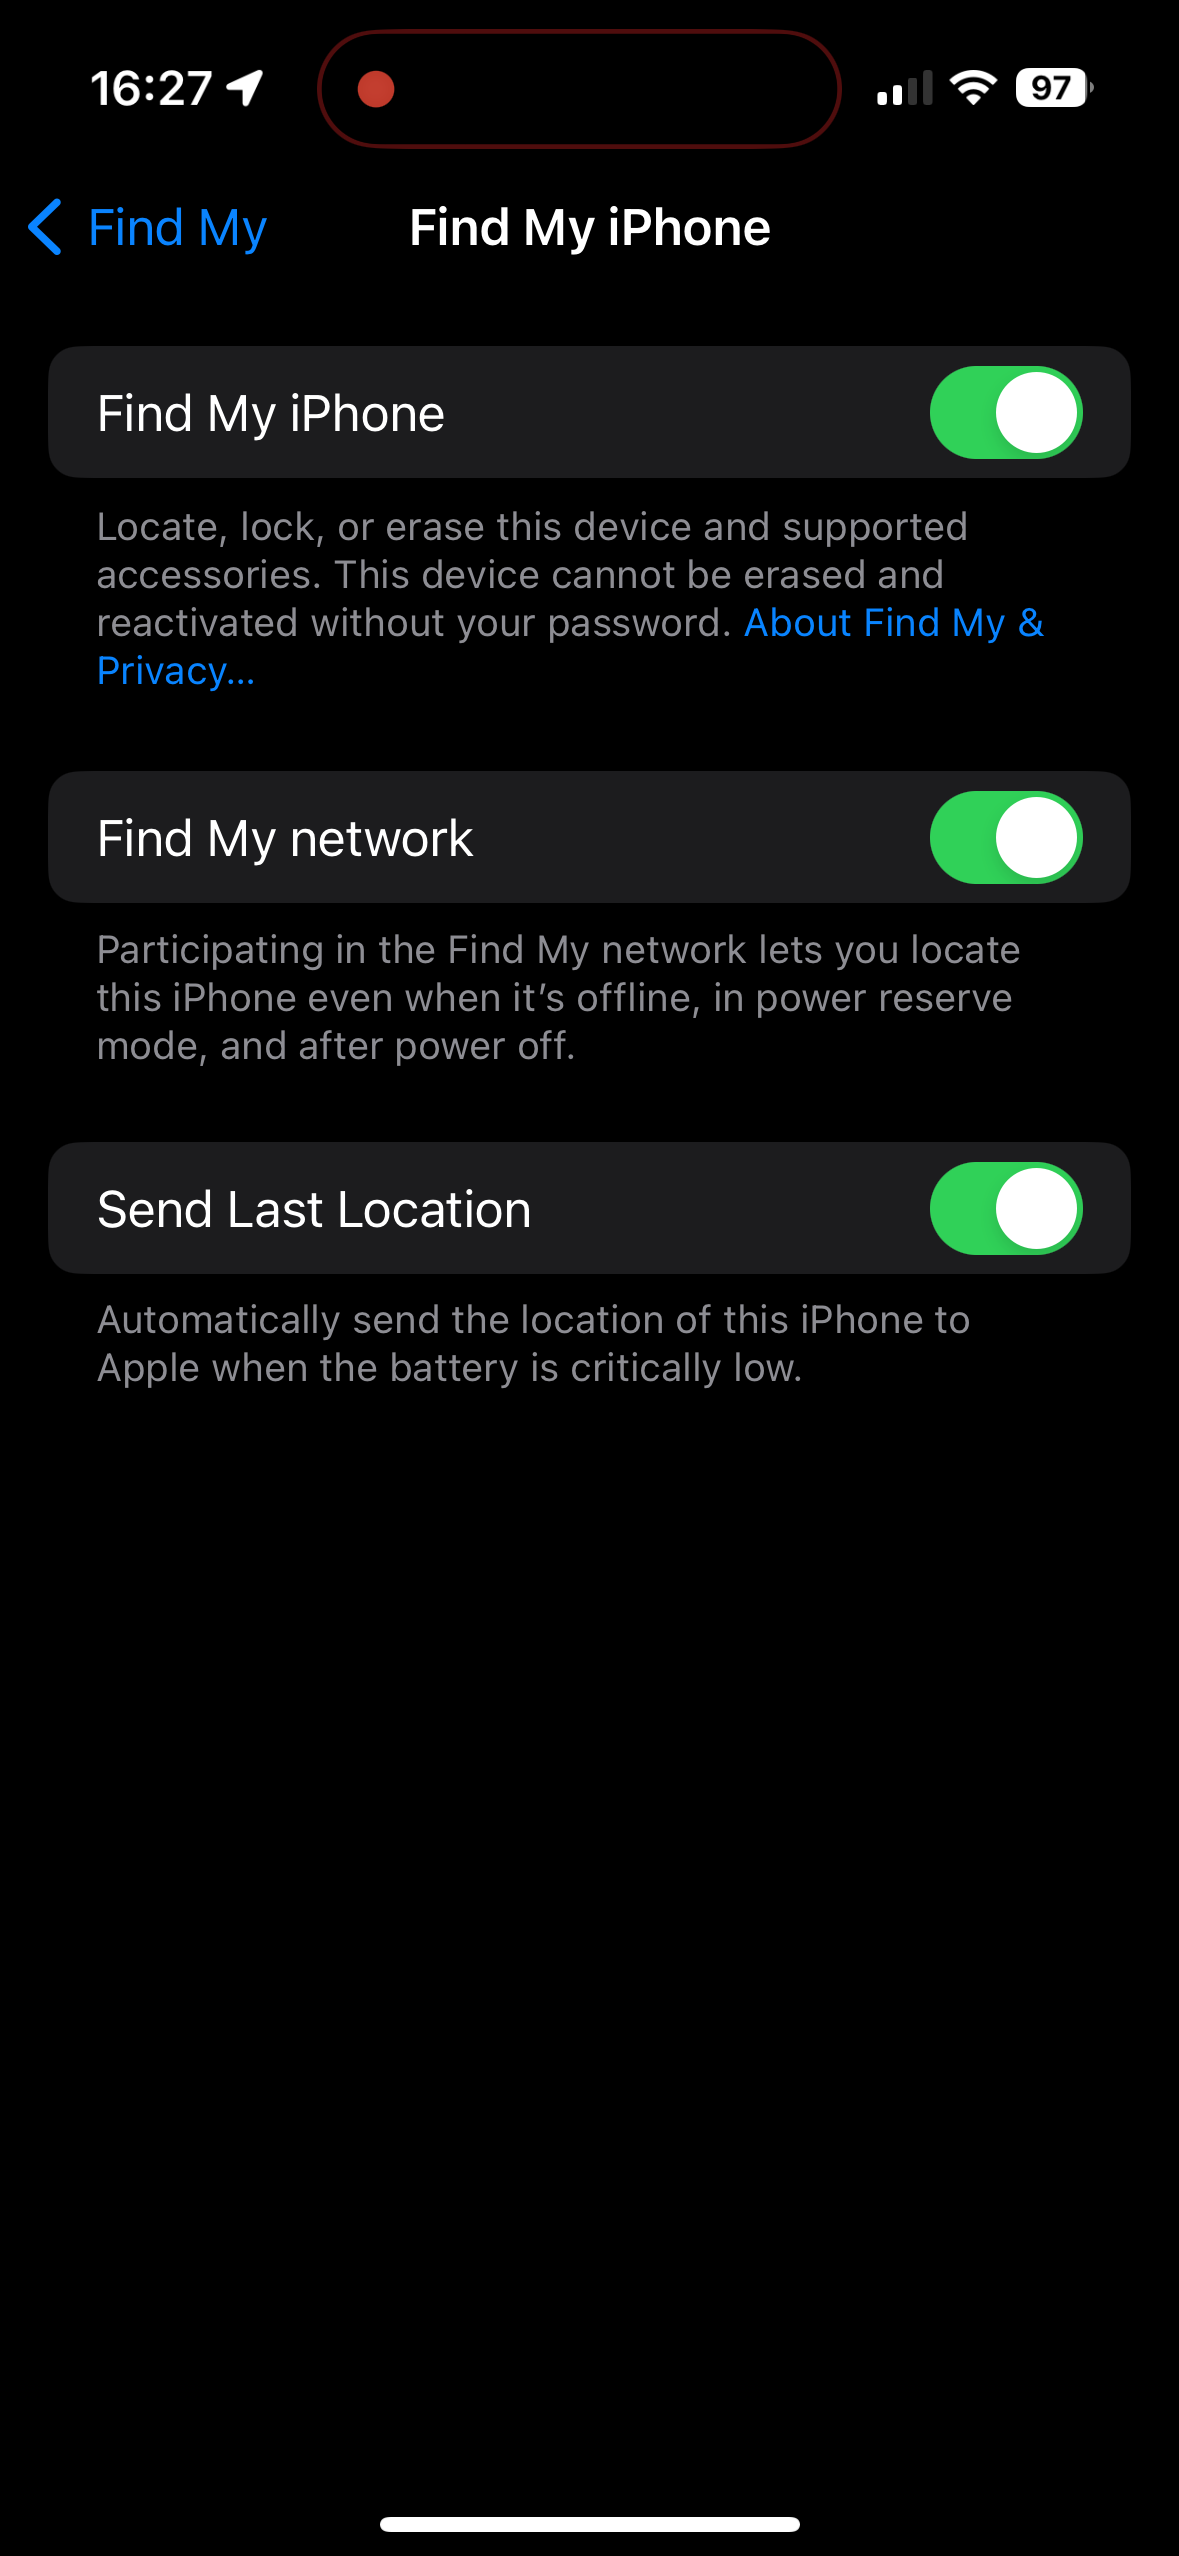 16:27
97
Find My
Find My iPhone
Find My iPhone
Locate, lock, or erase this device and supported
accessories. This device cannot be erased and
reactivated without your password. About Find My &
Privacy...
Find My network
Participating in the Find My network lets you locate
this iPhone even when it’s offline, in power reserve
mode, and after power off.
Send Last Location
Automatically send the location of this iPhone to
Apple when the battery is critically low.